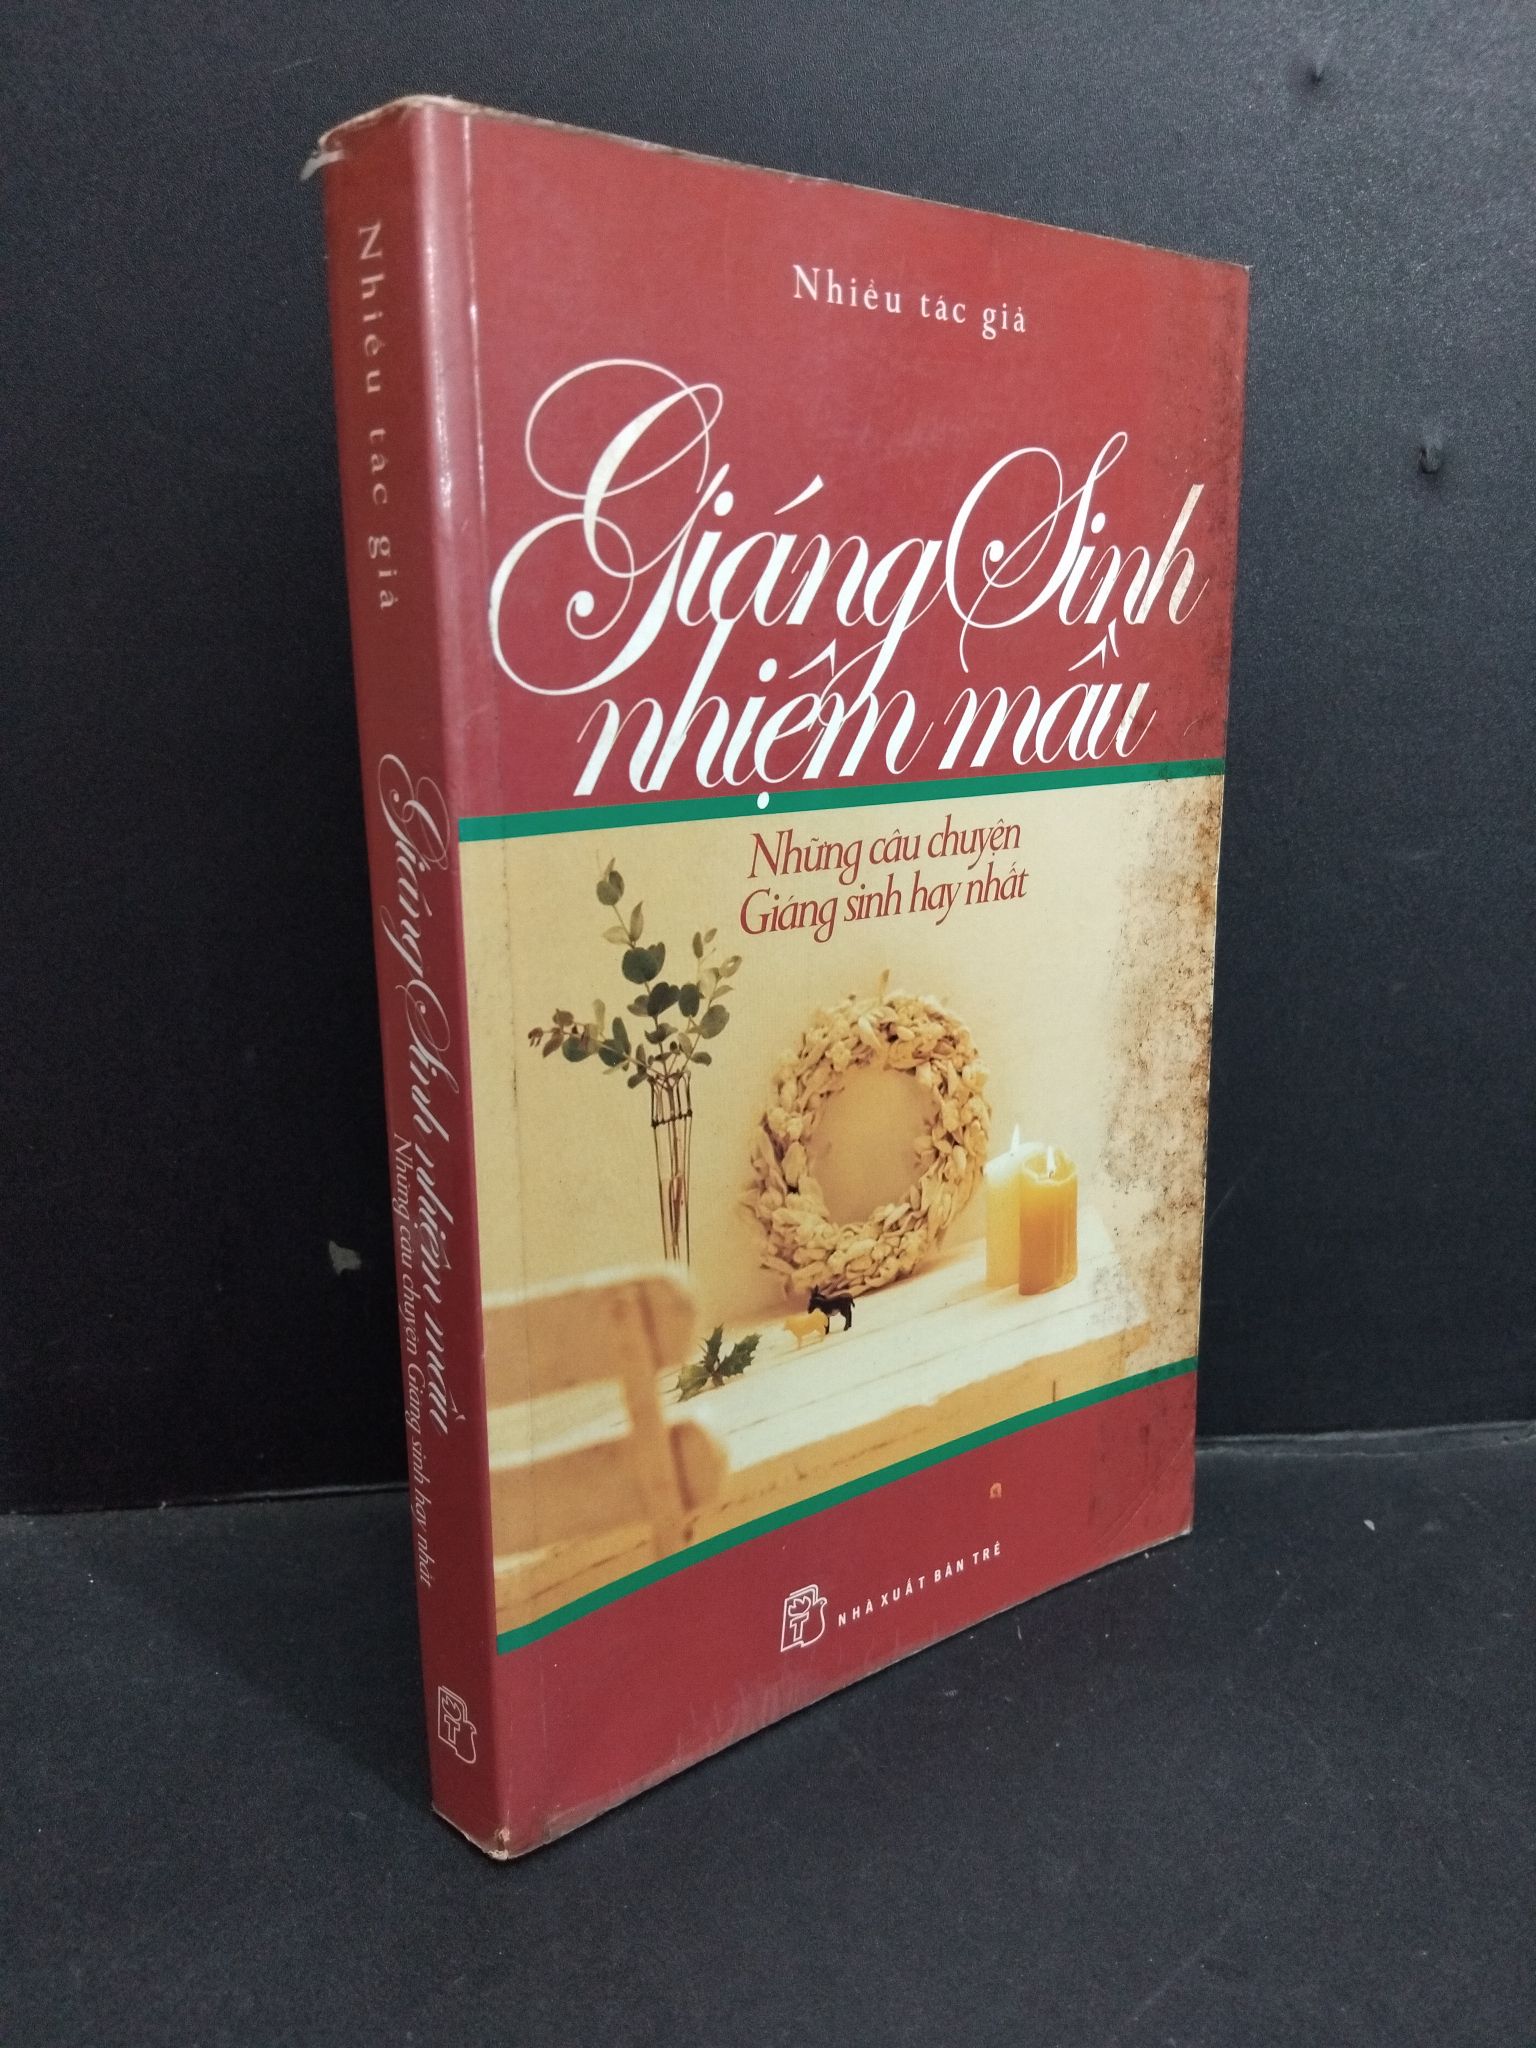 Nhiều tác giả
Giáng Sinh
nhiệm mầu
Những câu chuyện
Giáng sinh hay nhất
NHÀ XUẤT BẢN TRẺ
Nhiều tác giả
Giáng Sinh nhiệm mầu
Những câu chuyện Giáng sinh hay nhất